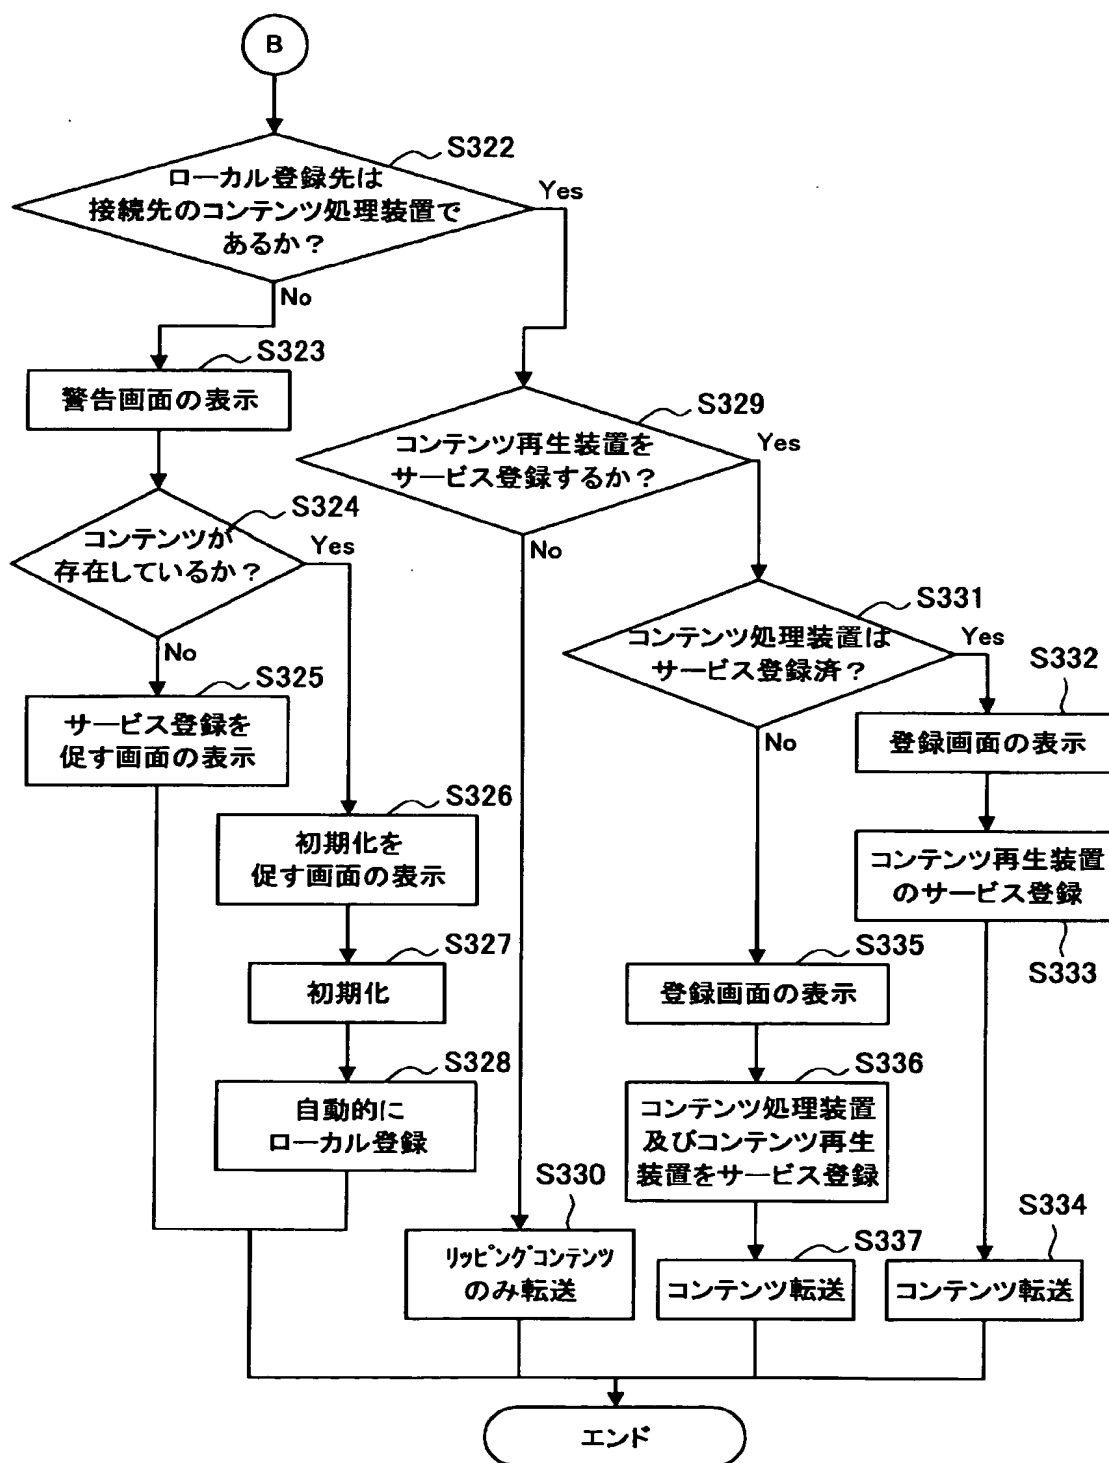 B
S322
ローカル登録先は
接続先のコンテンツ処理装置で
あるか？
Yes
No
S323
警告画面の表示
S329
コンテンツ再生装置を
サービス登録するか？
Yes
No
S324
コンテンツが
存在しているか？
Yes
No
S331
コンテンツ処理装置は
サービス登録済？
Yes
No
S325
サービス登録を
促す画面の表示
S332
登録画面の表示
S326
初期化を
促す画面の表示
コンテンツ再生装置
のサービス登録
S333
S327
初期化
S335
登録画面の表示
S328
自動的に
ローカル登録
S336
コンテンツ処理装置
及びコンテンツ再生
装置をサービス登録
S330
リッピングコンテンツ
のみ転送
S337
コンテンツ転送
S334
コンテンツ転送
エンド